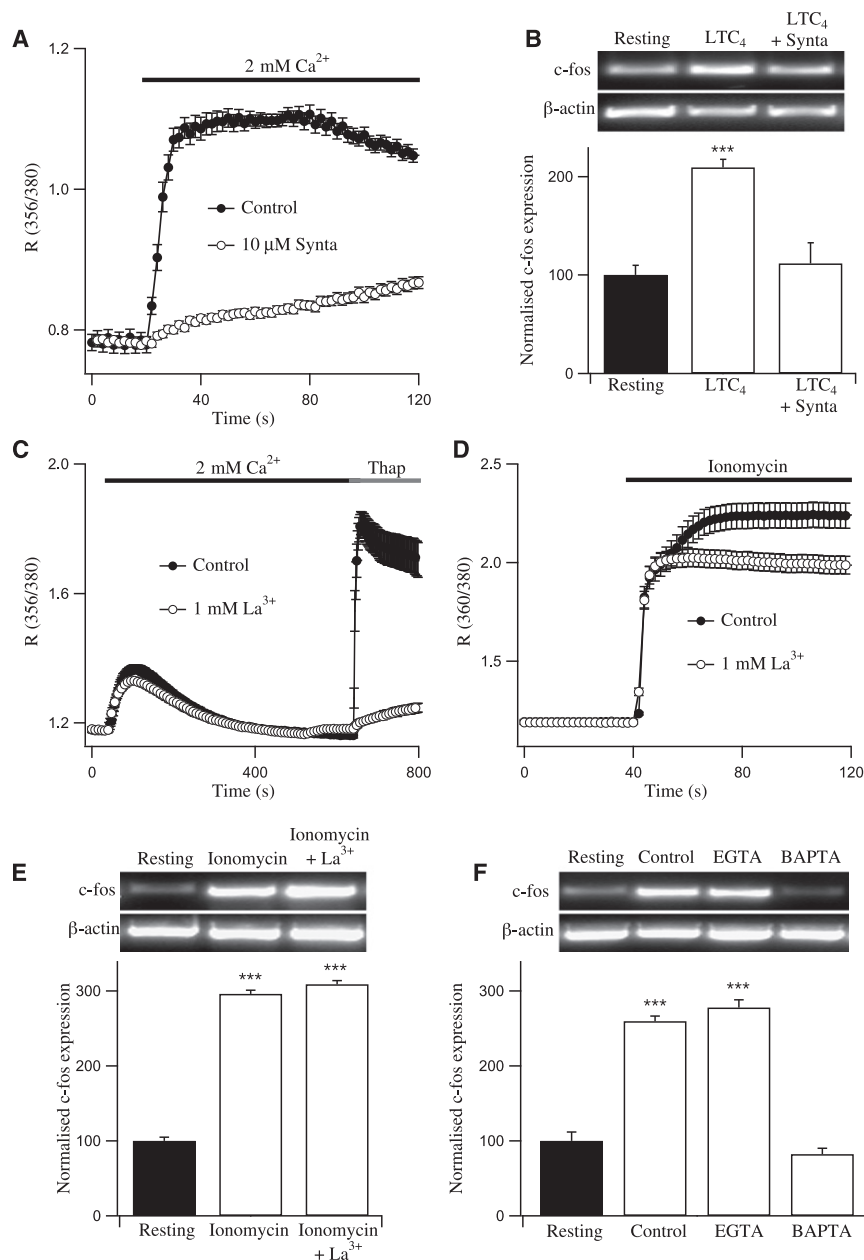 A
1.2
1.0
0.8
R (356/380)
2 mM Ca2+
Control
10 µM Synta
0
40
80
120
Time (s)
B
Resting
LTC4
LTC4
+ Synta
c-fos
β-actin
Normalised c-fos expression
200
100
0
***
Resting
LTC4
LTC4
+ Synta
C
2.0
1.6
1.2
R (356/380)
2 mM Ca2+
Thap
Control
1 mM La3+
0
400
800
Time (s)
D
2.5
2.0
1.5
R (360/380)
Ionomycin
Control
1 mM La3+
0
40
80
120
Time (s)
E
Resting
Ionomycin
Ionomycin
+ La3+
c-fos
β-actin
Normalised c-fos expression
300
200
100
0
***
***
Resting
Ionomycin
Ionomycin
+ La3+
F
Resting
Control
EGTA
BAPTA
c-fos
β-actin
Normalised c-fos expression
300
200
100
0
***
***
Resting
Control
EGTA
BAPTA